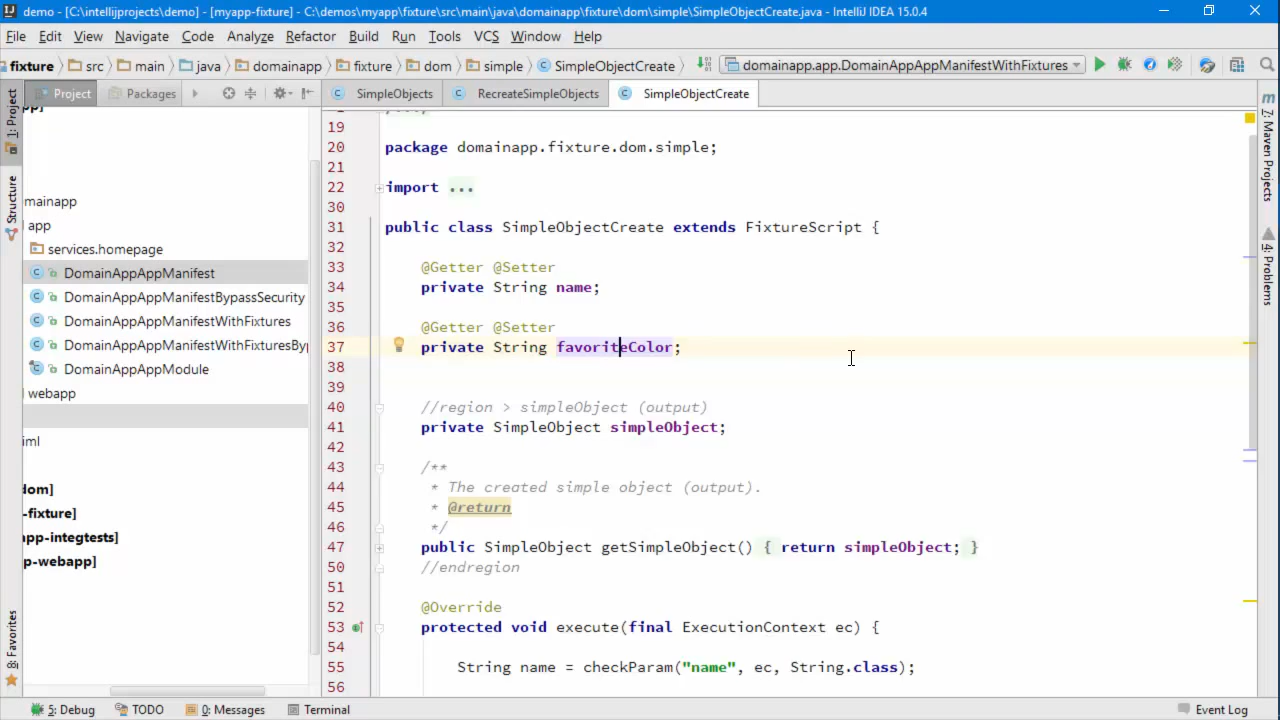 demo - [C:\intellijprojects\demo] - [myapp-fixture] - C:\demos\myapp\fixture\src\main\java\domainapp\fixture\dom\simple\SimpleObjectCreate.java - IntelliJ IDEA 15.0.4
File Edit View Navigate Code Analyze Refactor Build Run Tools VCS Window Help
fixture src main java domainapp fixture dom simple SimpleObjectCreate domainapp.app.DomainAppAppManifestWithFixtures
Project Packages SimpleObjects RecreateSimpleObjects SimpleObjectCreate
1: Project
Structure
8: Favorites
mainapp
app
services.homepage
DomainAppAppManifest
DomainAppAppManifestBypassSecurity
DomainAppAppManifestWithFixtures
DomainAppAppManifestWithFixturesByp
DomainAppAppModule
webapp
iml
dom]
-fixture]
pp-integtests]
p-webapp]
19
20 package domainapp.fixture.dom.simple;
21
22 import ...
30
31 public class SimpleObjectCreate extends FixtureScript {
32
33 @Getter @Setter
34 private String name;
35
36 @Getter @Setter
37 private String favoriteColor;
38
39
40 //region > simpleObject (output)
41 private SimpleObject simpleObject;
42
43 /**
44 * The created simple object (output).
45 * @return
46 */
47 public SimpleObject getSimpleObject() { return simpleObject; }
50 //endregion
51
52 @Override
53 protected void execute(final ExecutionContext ec) {
54
55 String name = checkParam("name", ec, String.class);
56
Z: Maven Projects
4: Problems
5: Debug TODO 0: Messages Terminal Event Log